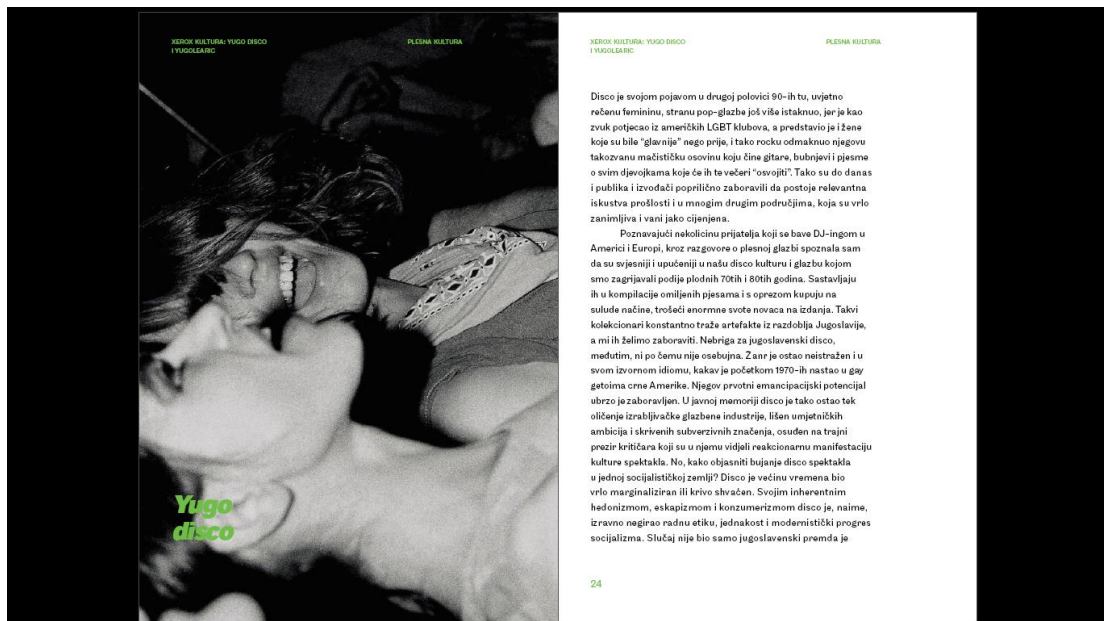 XEROX KULTURA: YUGO DISCO
I YUGOLEARIC
PLESNA KULTURA
Yugo
disco
XEROX KULTURA: YUGO DISCO
I YUGOLEARIC
PLESNA KULTURA
Disco je svojom pojavom u drugoj polovici 90-ih tu, uvjetno
rečenu femininu, stranu pop-glazbe još više istaknuo, jer je kao
zvuk potjecao iz američkih LGBT klubova, a predstavio je i žene
koje su bile “glavnije” nego prije, i tako rocku odmaknuo njegovu
takozvanu mačističku osovinu koju čine gitare, bubnjevi i pjesme
o svim djevojkama koje će ih te večeri “osvojiti”. Tako su do danas
i publika i izvođači poprilično zaboravili da postoje relevantna
iskustva prošlosti i u mnogim drugim područjima, koja su vrlo
zanimljiva i vani jako cijenjena.
Poznavajući nekolicinu prijatelja koji se bave DJ-ingom u
Americi i Europi, kroz razgovore o plesnoj glazbi spoznala sam
da su svjesniji i upućeniji u našu disco kulturu i glazbu kojom
smo zagrijavali podije plodnih 70tih i 80tih godina. Sastavljaju
ih u kompilacije omiljenih pjesama i s oprezom kupuju na
sulude načine, trošeći enormne svote novaca na izdanja. Takvi
kolekcionari konstantno traže artefakte iz razdoblja Jugoslavije,
a mi ih želimo zaboraviti. Nebriga za jugoslavenski disco,
međutim, ni po čemu nije osebujna. Zanr je ostao neistražen i u
svom izvornom idiomu, kakav je početkom 1970-ih nastao u gay
getoima crne Amerike. Njegov prvotni emancipacijski potencijal
ubrzo je zaboravljen. U javnoj memoriji disco je tako ostao tek
oličenje izrabljivačke glazbene industrije, lišen umjetničkih
ambicija i skrivenih subverzivnih značenja, osuđen na trajni
prezir kritičara koji su u njemu vidjeli reakcionarnu manifestaciju
kulture spektakla. No, kako objasniti bujanje disco spektakla
u jednoj socijalističkoj zemlji? Disco je većinu vremena bio
vrlo marginaliziran ili krivo shvaćen. Svojim inherentnim
hedonizmom, eskapizmom i konzumerizmom disco je, naime,
izravno negirao radnu etiku, jednakost i modernistički progres
socijalizma. Slučaj nije bio samo jugoslavenski premda je
24